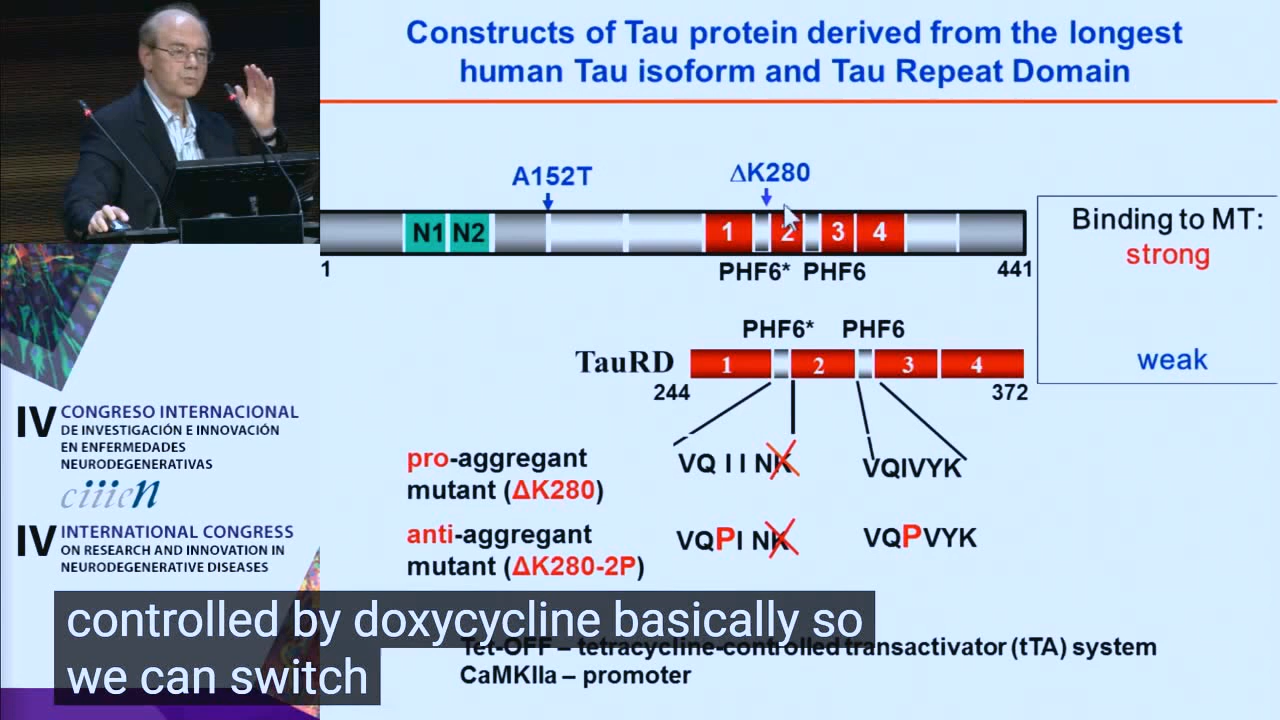 Constructs of Tau protein derived from the longest
human Tau isoform and Tau Repeat Domain
A152T
ΔK280
N1 N2
1 2 3 4
PHF6* PHF6
1
441
Binding to MT:
strong
weak
PHF6* PHF6
TauRD
1 2 3 4
244
372
pro-aggregant
mutant (ΔK280)
VQ I I NK
VQIVYK
anti-aggregant
mutant (ΔK280-2P)
VQPI NK
VQPVYK
Tet-OFF – tetracycline-controlled transactivator (tTA) system
CaMKIIa – promoter
IV CONGRESO INTERNACIONAL
DE INVESTIGACIÓN E INNOVACIÓN
EN ENFERMEDADES
NEURODEGENERATIVAS
ciiien
IV INTERNATIONAL CONGRESS
ON RESEARCH AND INNOVATION IN
NEURODEGENERATIVE DISEASES
controlled by doxycycline basically so
we can switch